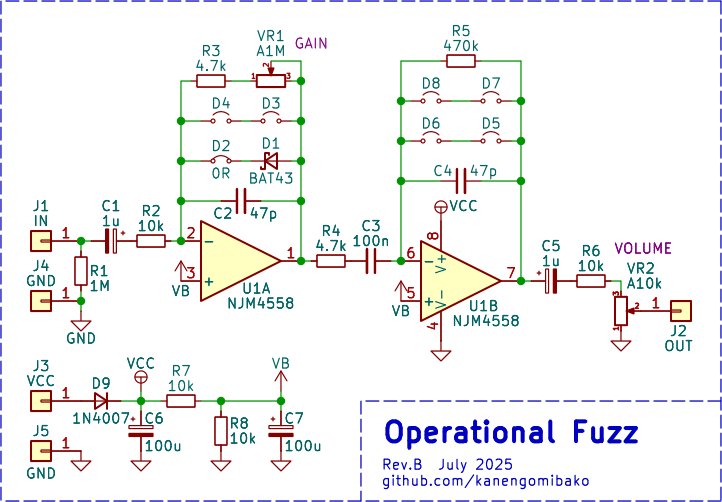 VR1
A1M
GAIN
R3
4.7k
1
2
3
D4
D3
D2
0R
D1
BAT43
C2
47p
R5
470k
D8
D7
D6
D5
C4
47p
VCC
8
J1
IN
1
C1
1u
+
R2
10k
2
3
−
+
1
U1A
NJM4558
VB
R4
4.7k
C3
100n
6
5
−
+
V+
V−
7
4
U1B
NJM4558
VB
C5
1u
+
R6
10k
VOLUME
VR2
A10k
3
2
1
1
J2
OUT
J4
GND
1
R1
1M
GND
J3
VCC
1
D9
1N4007
VCC
R7
10k
VB
C6
+
100u
R8
10k
C7
+
100u
J5
GND
1
Operational Fuzz
Rev.B July 2025
github.com/kanengomibako